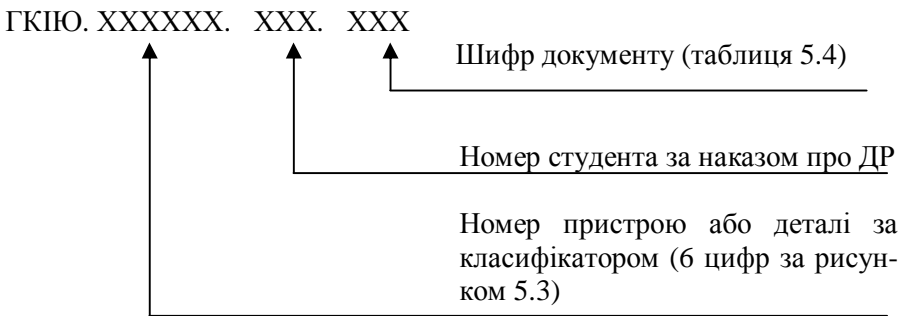 ГКІЮ. ХХХХХХ. ХХХ. ХХХ
Шифр документу (таблиця 5.4)
Номер студента за наказом про ДР
Номер пристрою або деталі за
класифікатором (6 цифр за рисун-
ком 5.3)